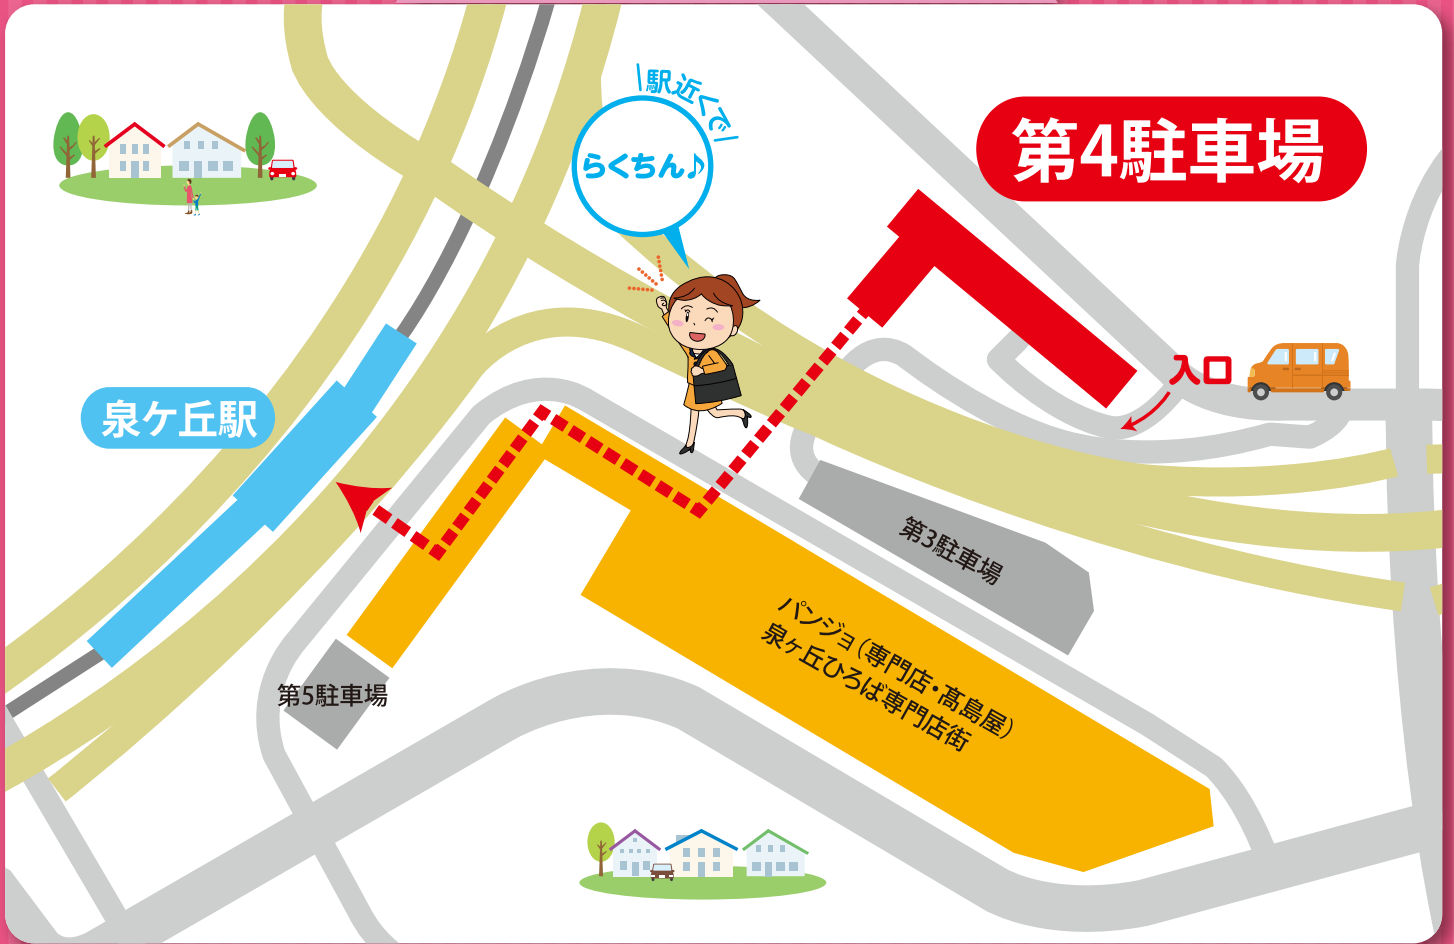 駅近くで
らくちん♪
第4駐車場
入口
泉ケ丘駅
第3駐車場
パンジョ（専門店・髙島屋）
泉ヶ丘ひろば専門店街
第5駐車場